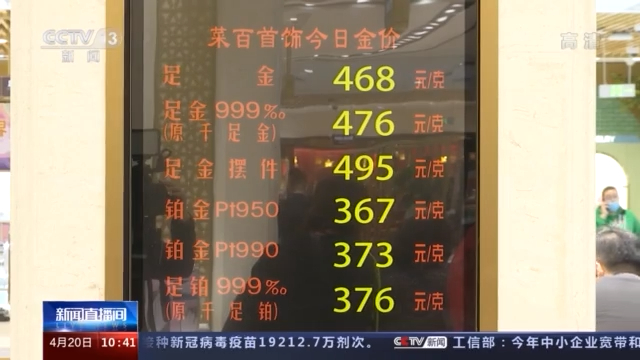 CCTV 13
新闻
高清
菜百首饰今日金价
足 金 468 元/克
足金999‰ 476 元/克
(原千足金)
足金摆件 495 元/克
铂金Pt950 367 元/克
铂金Pt990 373 元/克
足铂999‰ 376 元/克
(原千足铂)
新闻直播间
4月20日 10:41
接种新冠病毒疫苗19212.7万剂次。 CCTV新闻 工信部：今年中小企业宽带和